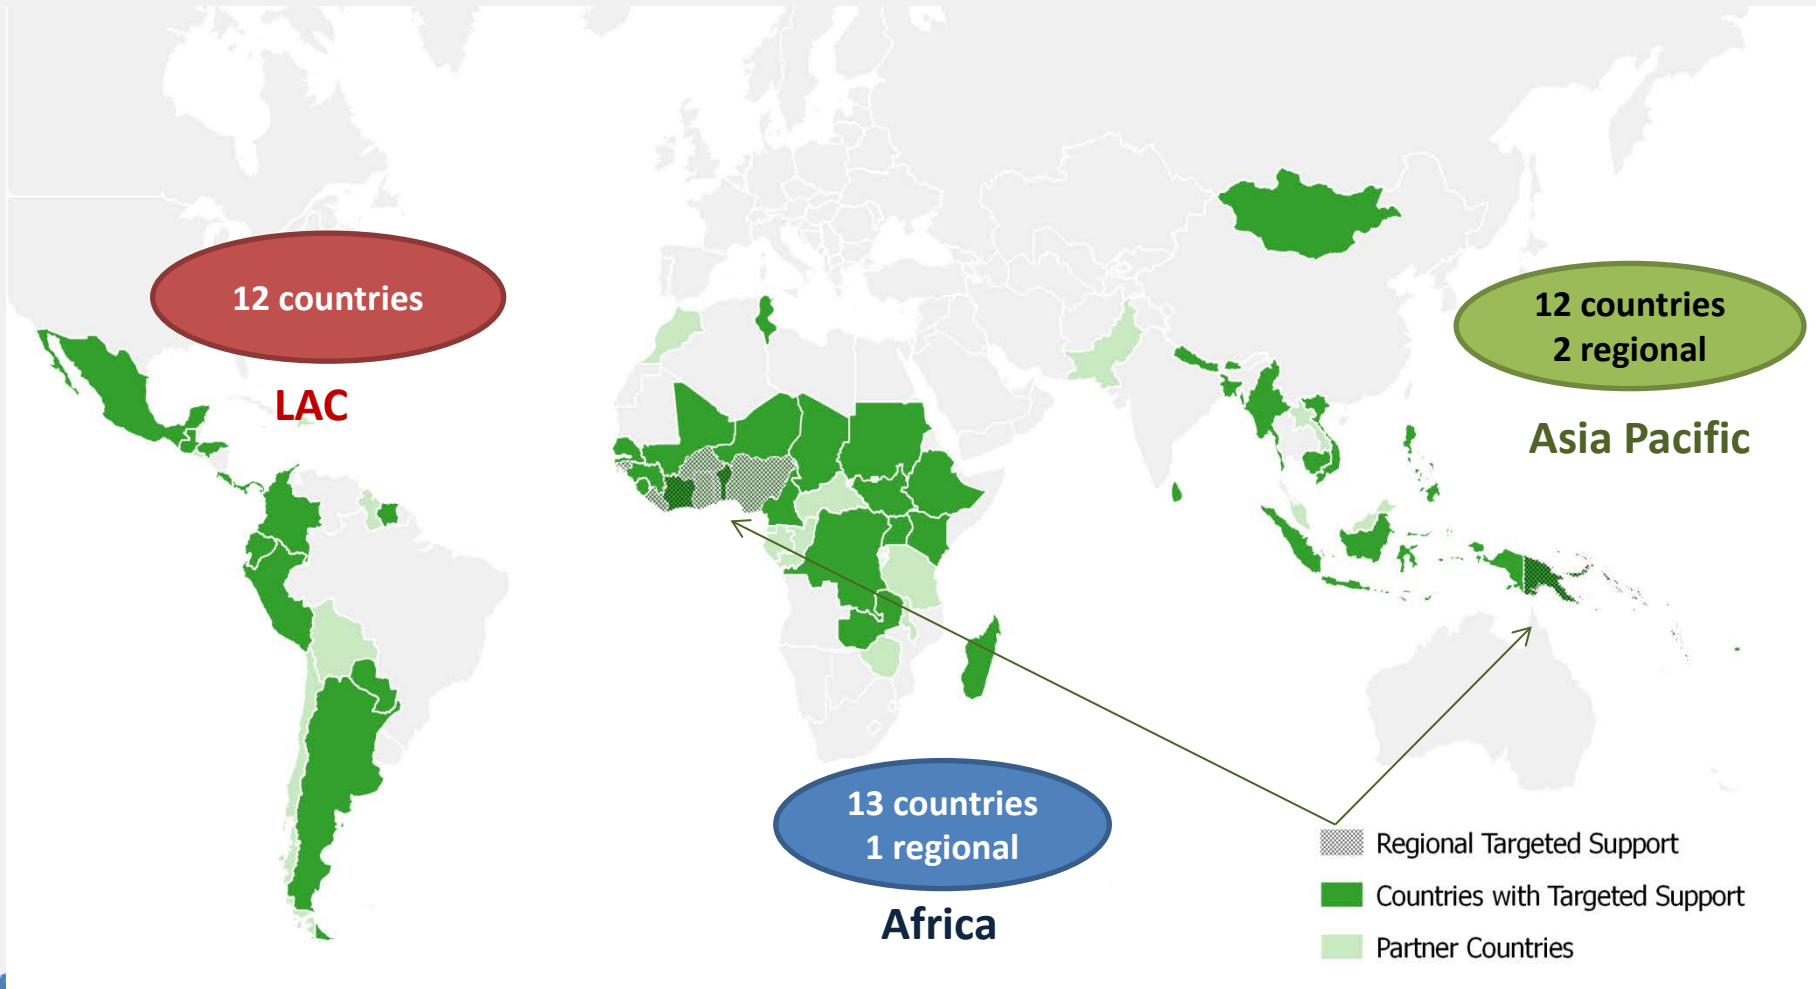 12 countries
LAC
12 countries
2 regional
Asia Pacific
13 countries
1 regional
Africa
Regional Targeted Support
Countries with Targeted Support
Partner Countries